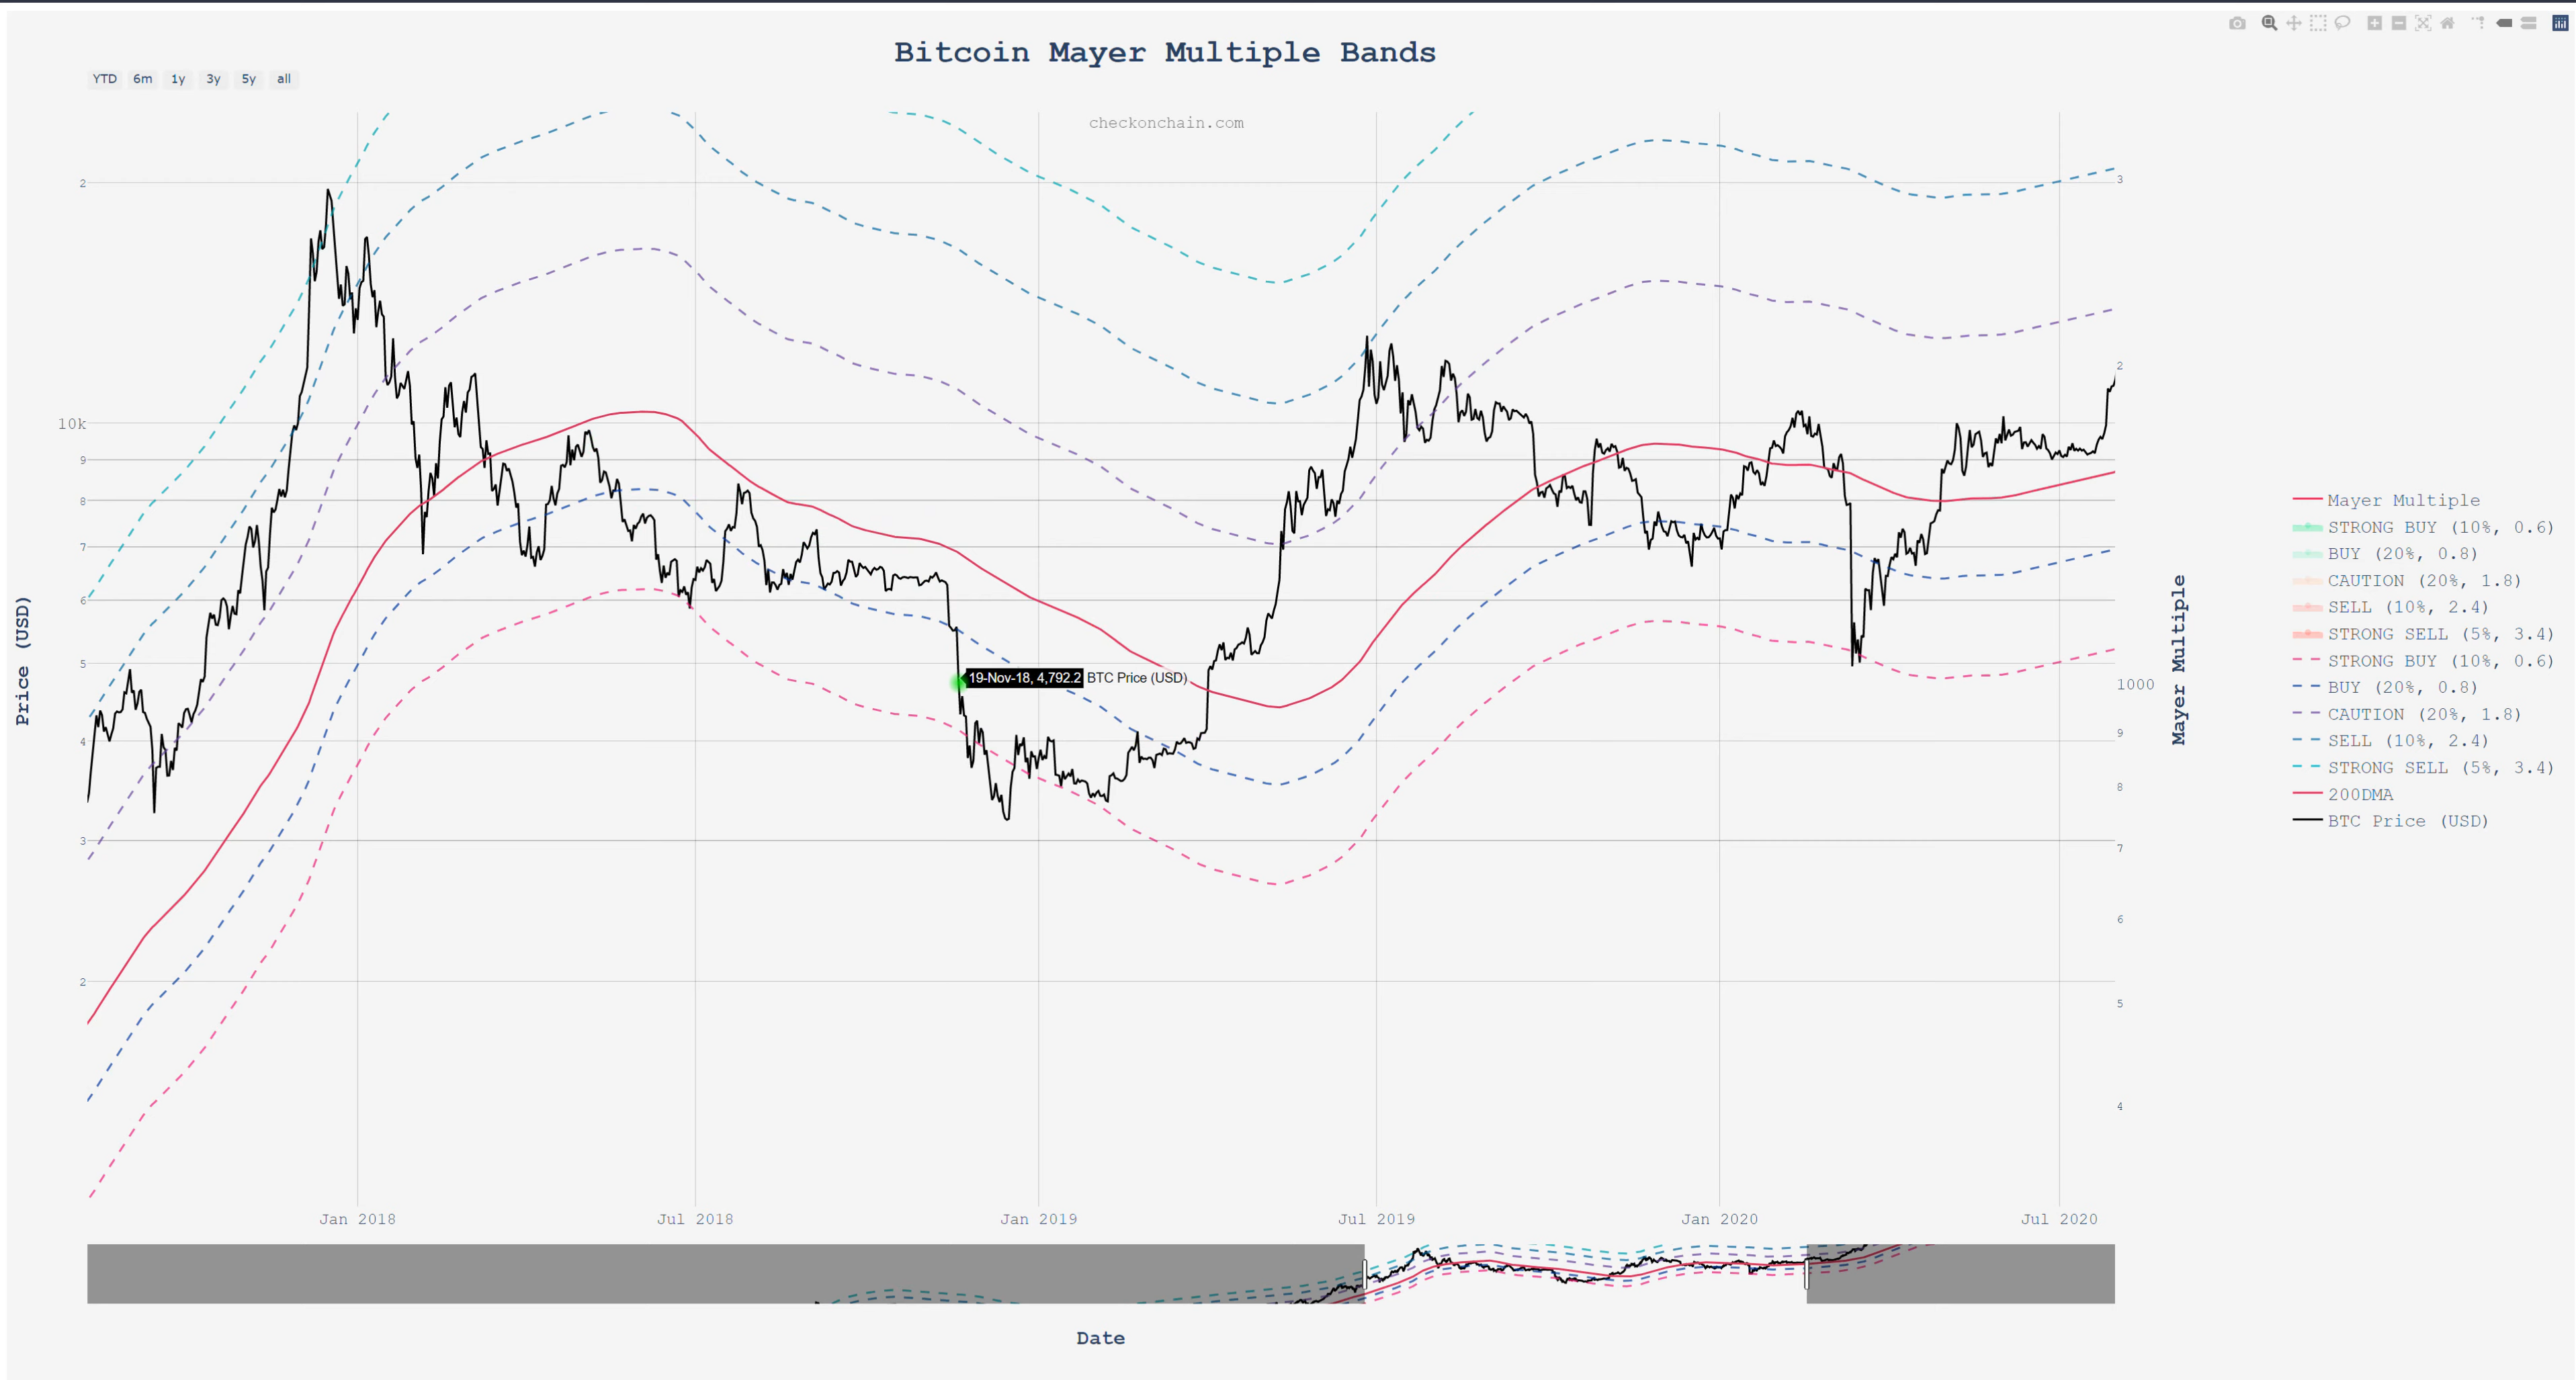 Bitcoin Mayer Multiple Bands
YTD 6m 1y 3y 5y all
checkonchain.com
2
10k
9
8
7
6
5
4
3
2
Price (USD)
19-Nov-18, 4,792.2 BTC Price (USD)
3
2
1000
9
8
7
6
5
4
Mayer Multiple
Mayer Multiple
STRONG BUY (10%, 0.6)
BUY (20%, 0.8)
CAUTION (20%, 1.8)
SELL (10%, 2.4)
STRONG SELL (5%, 3.4)
STRONG BUY (10%, 0.6)
BUY (20%, 0.8)
CAUTION (20%, 1.8)
SELL (10%, 2.4)
STRONG SELL (5%, 3.4)
200DMA
BTC Price (USD)
Jan 2018 Jul 2018 Jan 2019 Jul 2019 Jan 2020 Jul 2020
Date